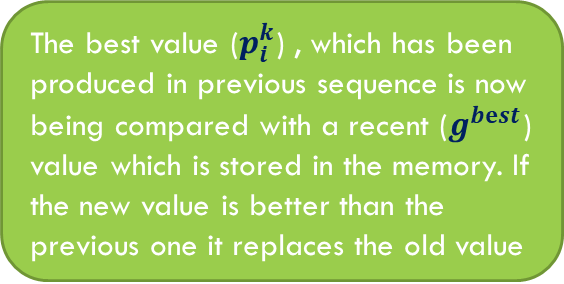 The best value (p_i^k) , which has been
produced in previous sequence is now
being compared with a recent (g^best)
value which is stored in the memory. If
the new value is better than the
previous one it replaces the old value